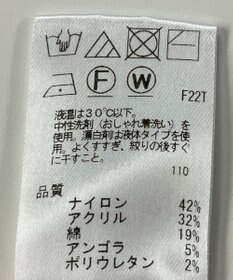 F W
F22T
液温は30℃以下。
中性洗剤(おしゃれ着洗い)を
使用。漂白剤は液体タイプを使
用。よくすすぎ、絞りの後すぐ
に干すこと。
110
品質
ナイロン 42%
アクリル 32%
綿 19%
アンゴラ 5%
ポリウレタン 2%